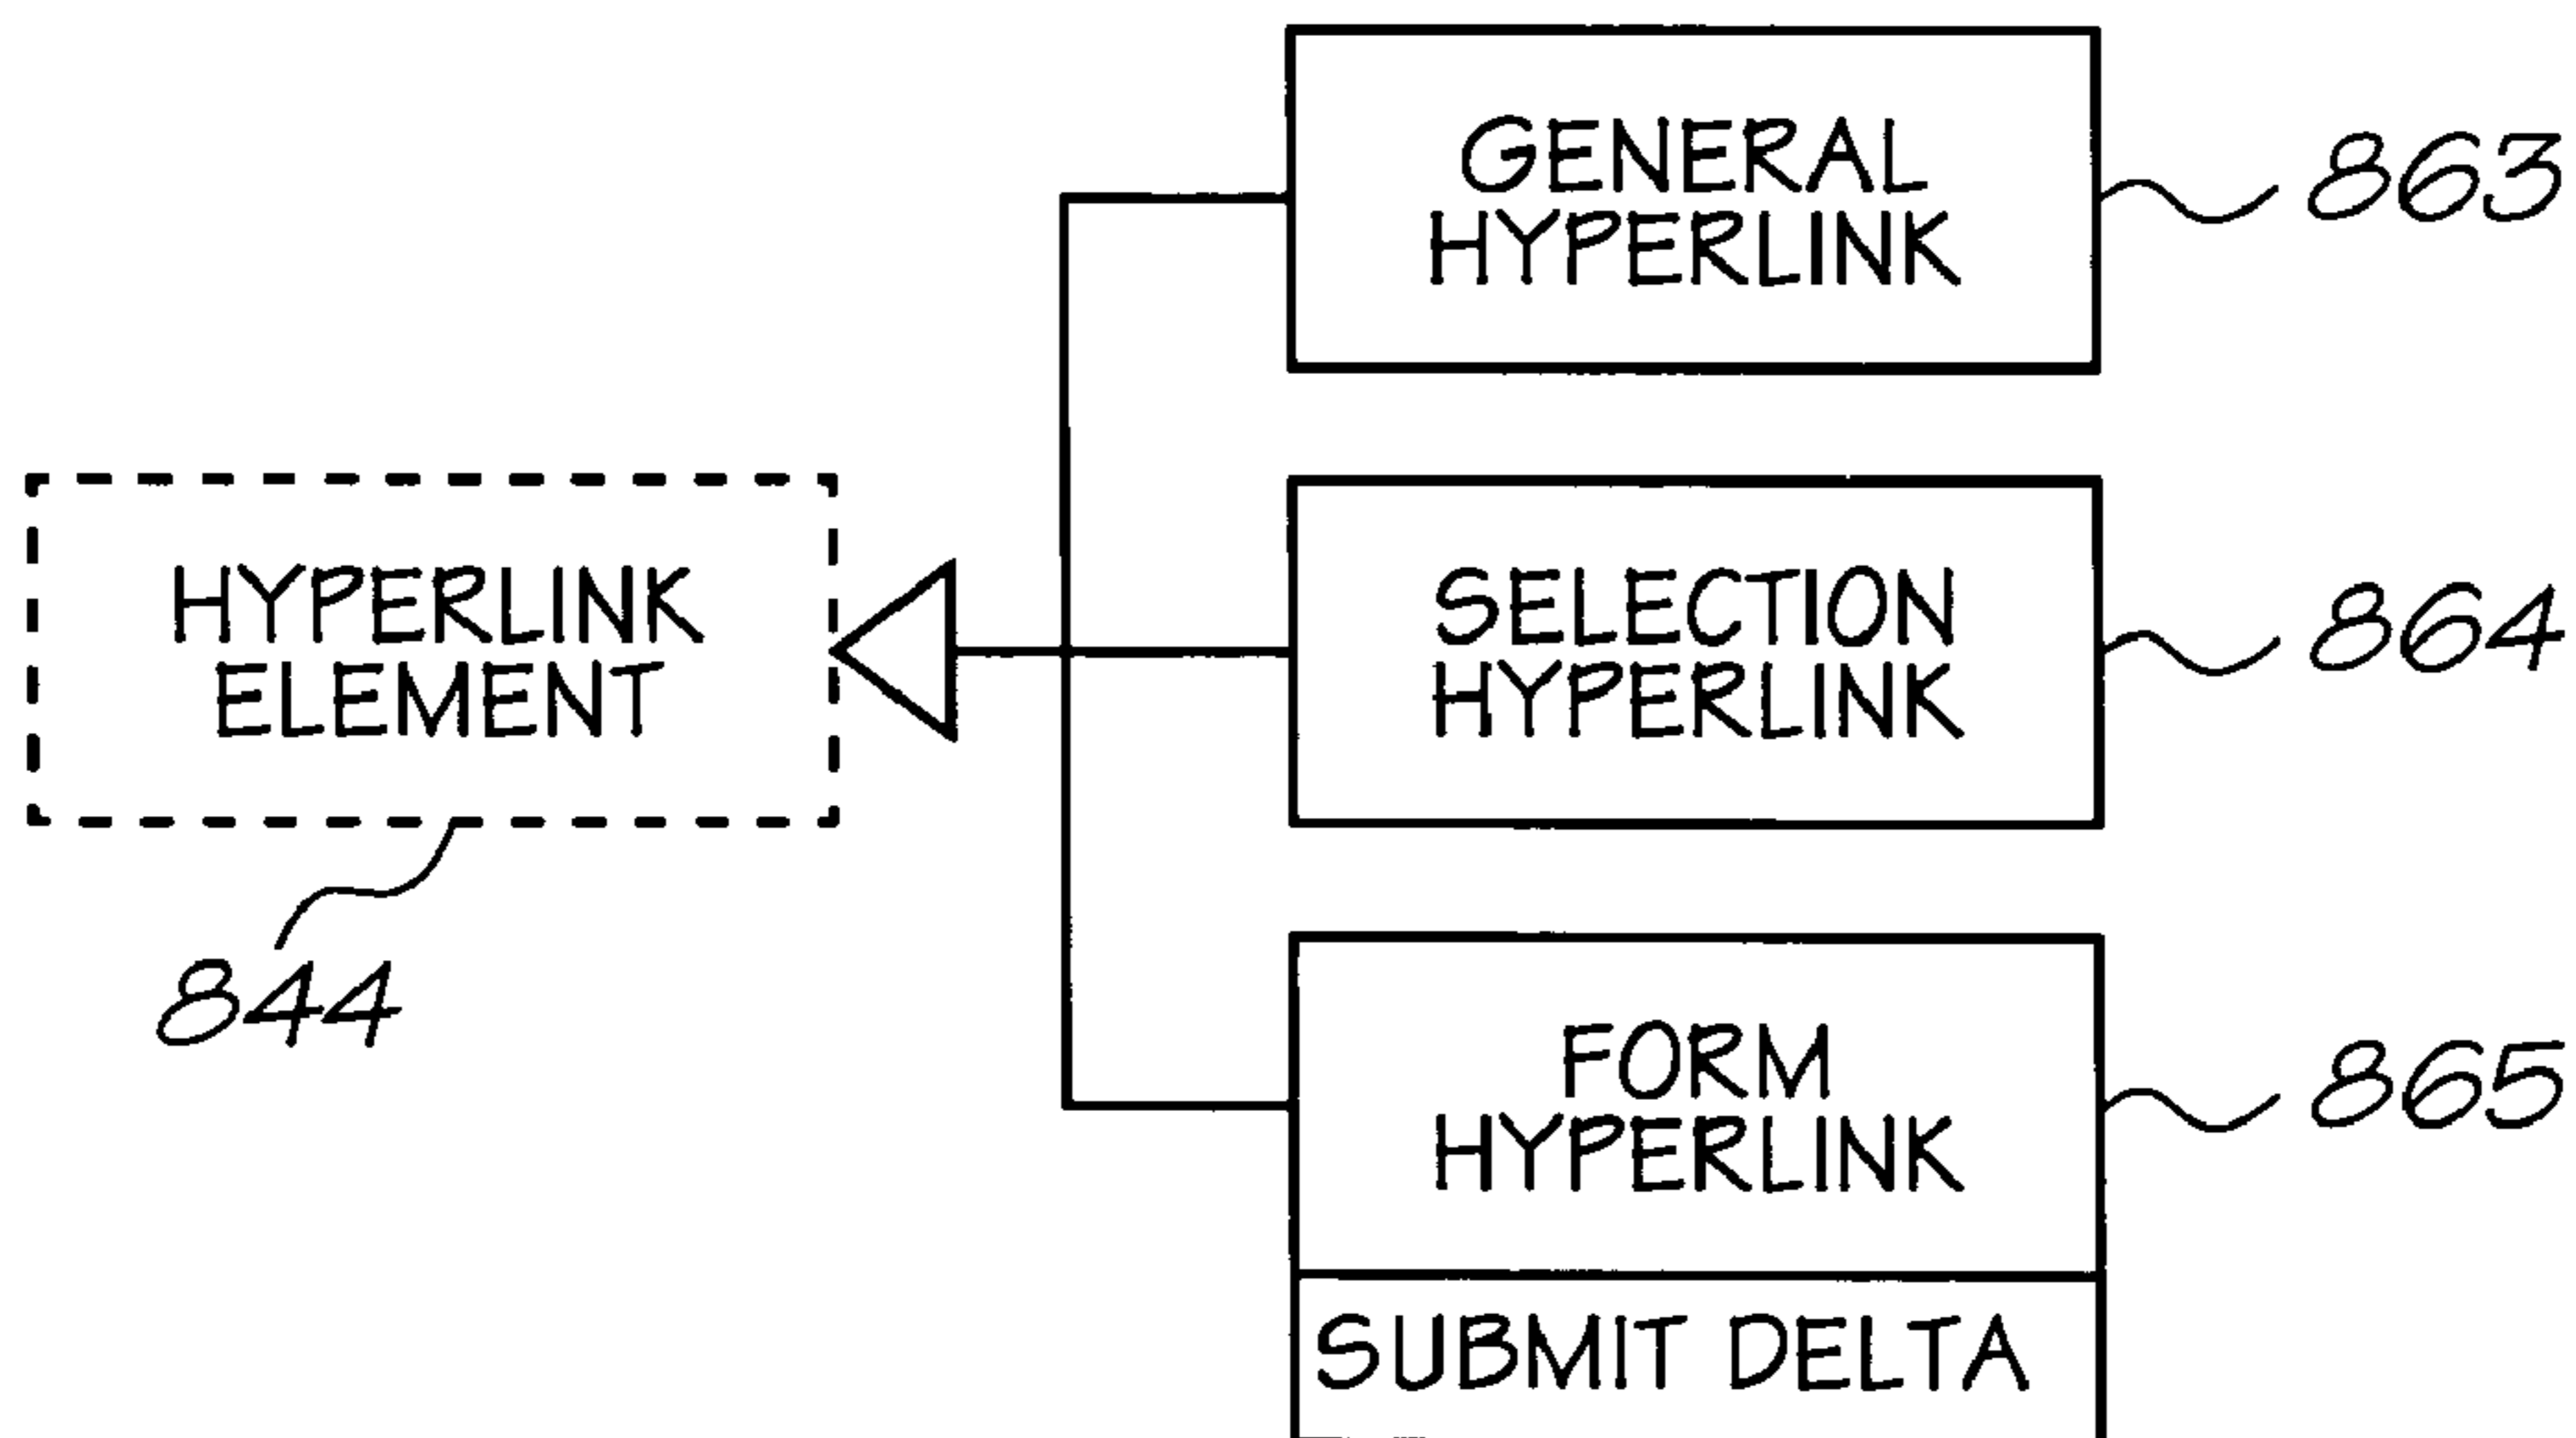 GENERAL
HYPERLINK
863
HYPERLINK
ELEMENT
844
SELECTION
HYPERLINK
864
FORM
HYPERLINK
865
SUBMIT DELTA